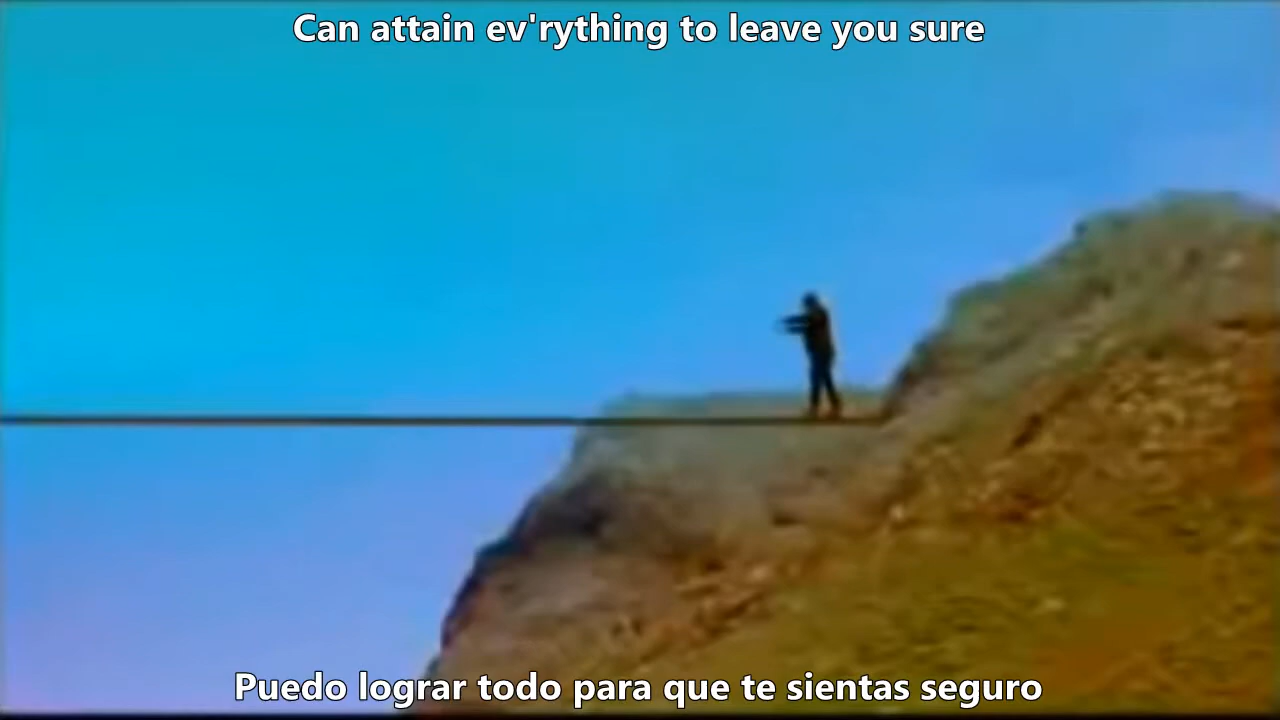 Can attain ev'rything to leave you sure
Puedo lograr todo para que te sientas seguro